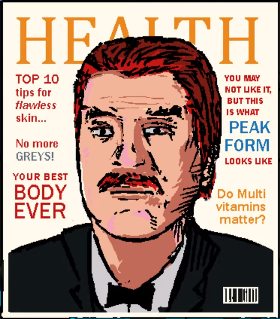 HEALTH
TOP 10
tips for
flawless
skin...
No more
GREYS!
YOUR BEST
BODY
EVER
YOU MAY
NOT LIKE IT,
BUT THIS
IS WHAT
PEAK
FORM
LOOKS LIKE
Do Multi
vitamins
matter?